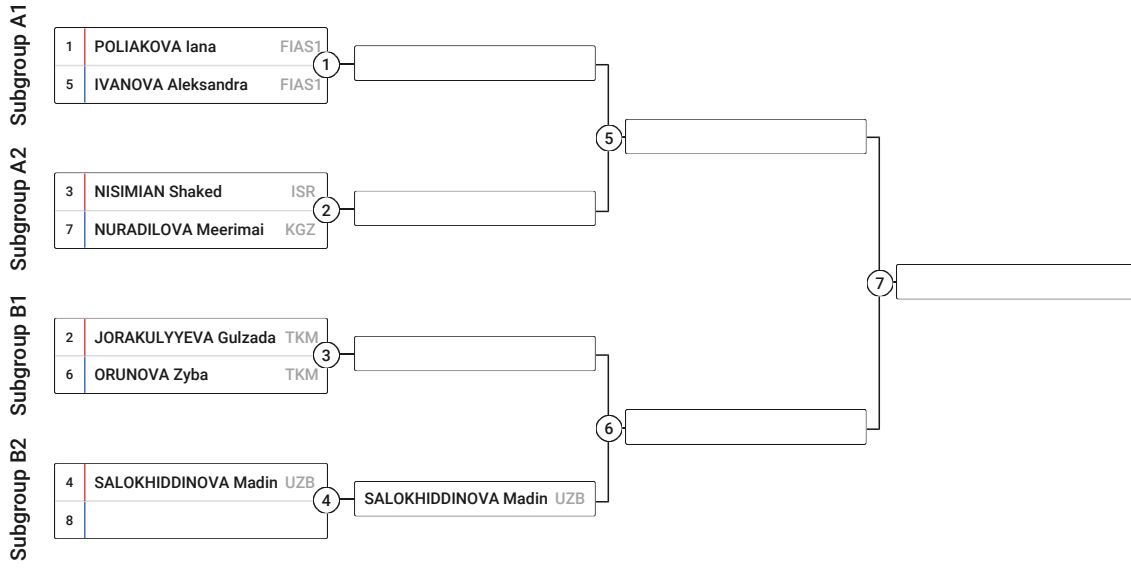 Subgroup A1
1 POLIAKOVA Iana FIAS1
5 IVANOVA Aleksandra FIAS1
1
5
Subgroup A2
3 NISIMIAN Shaked ISR
7 NURADILOVA Meerimai KGZ
2
7
Subgroup B1
2 JORAKULYYEVA Gulzada TKM
6 ORUNOVA Zyba TKM
3
6
Subgroup B2
4 SALOKHIDDINOVA Madin UZB
8
4
SALOKHIDDINOVA Madin UZB